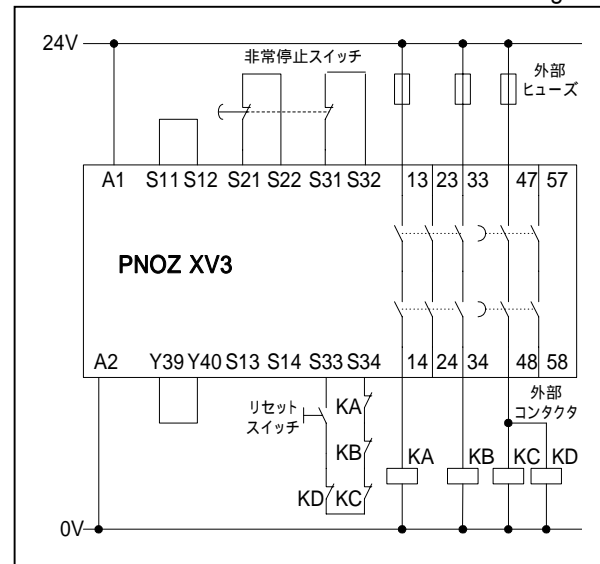 24V
非常停止スイッチ
外部
ヒューズ
A1 S11 S12 S21 S22 S31 S32 13 23 33 47 57
PNOZ XV3
A2 Y39 Y40 S13 S14 S33 S34 14 24 34 48 58
リセット
スイッチ
KA
KB
KD KC
外部
コンタクタ
KA KB KC KD
0V